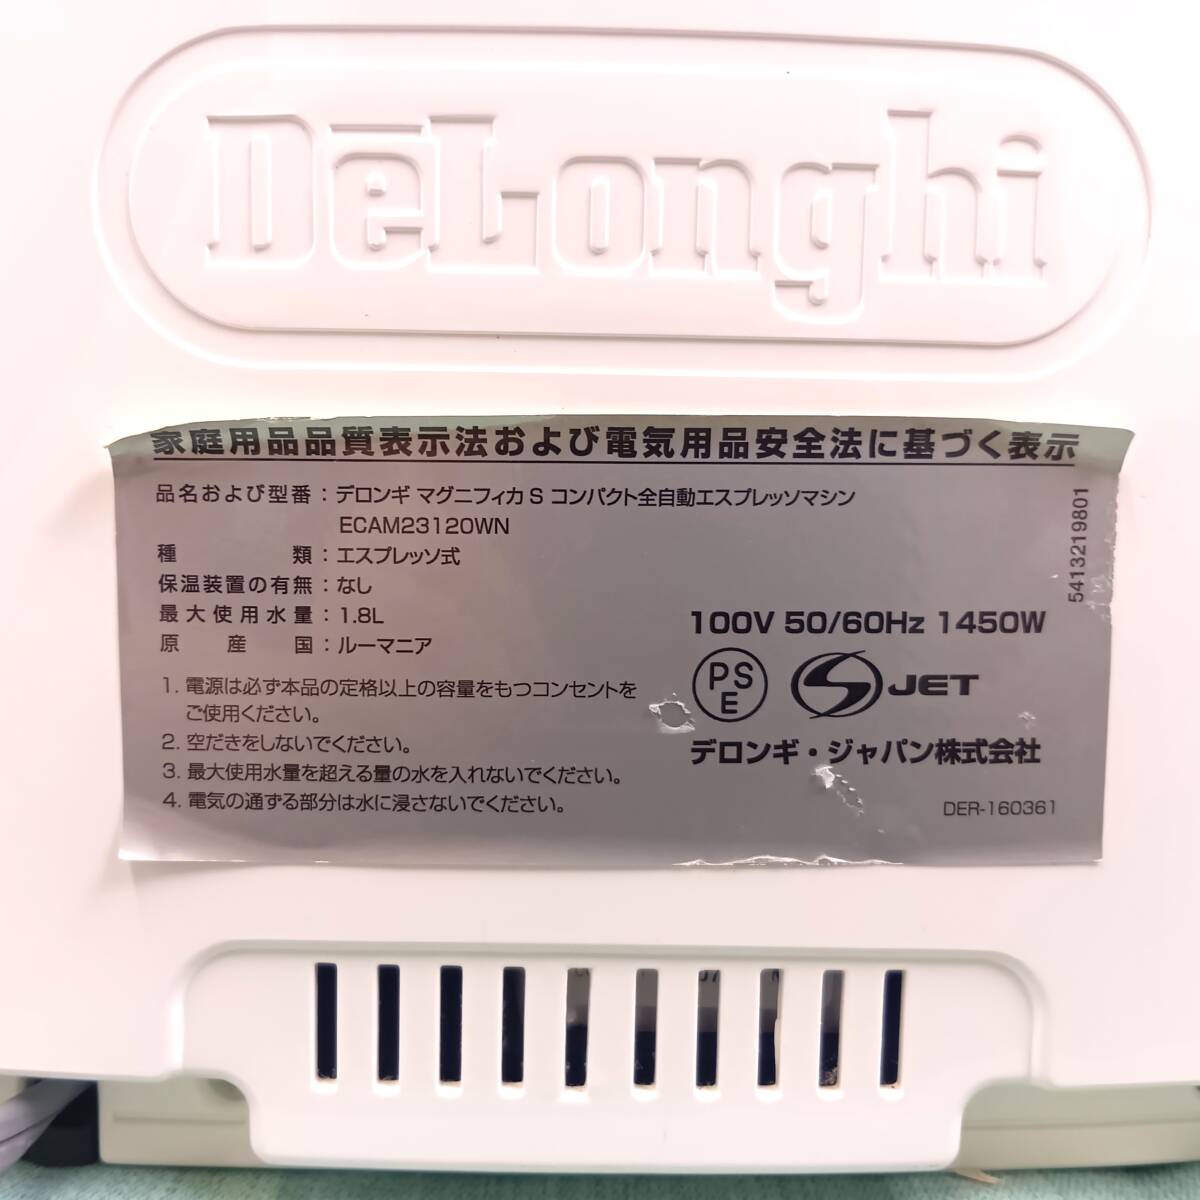 DeLonghi
家庭用品品質表示法および電気用品安全法に基づく表示
品名および型番：デロンギ マグニフィカ S コンパクト全自動エスプレッソマシン
ECAM23120WN
種類：エスプレッソ式
保温装置の有無：なし
最大使用水量：1.8L
原産国：ルーマニア
1. 電源は必ず本品の定格以上の容量をもつコンセントを
ご使用ください。
2. 空だきをしないでください。
3. 最大使用水量を超える量の水を入れないでください。
4. 電気の通ずる部分は水に浸さないでください。
5413219801
100V 50/60Hz 1450W
PS
E
JET
デロンギ・ジャパン株式会社
DER-160361